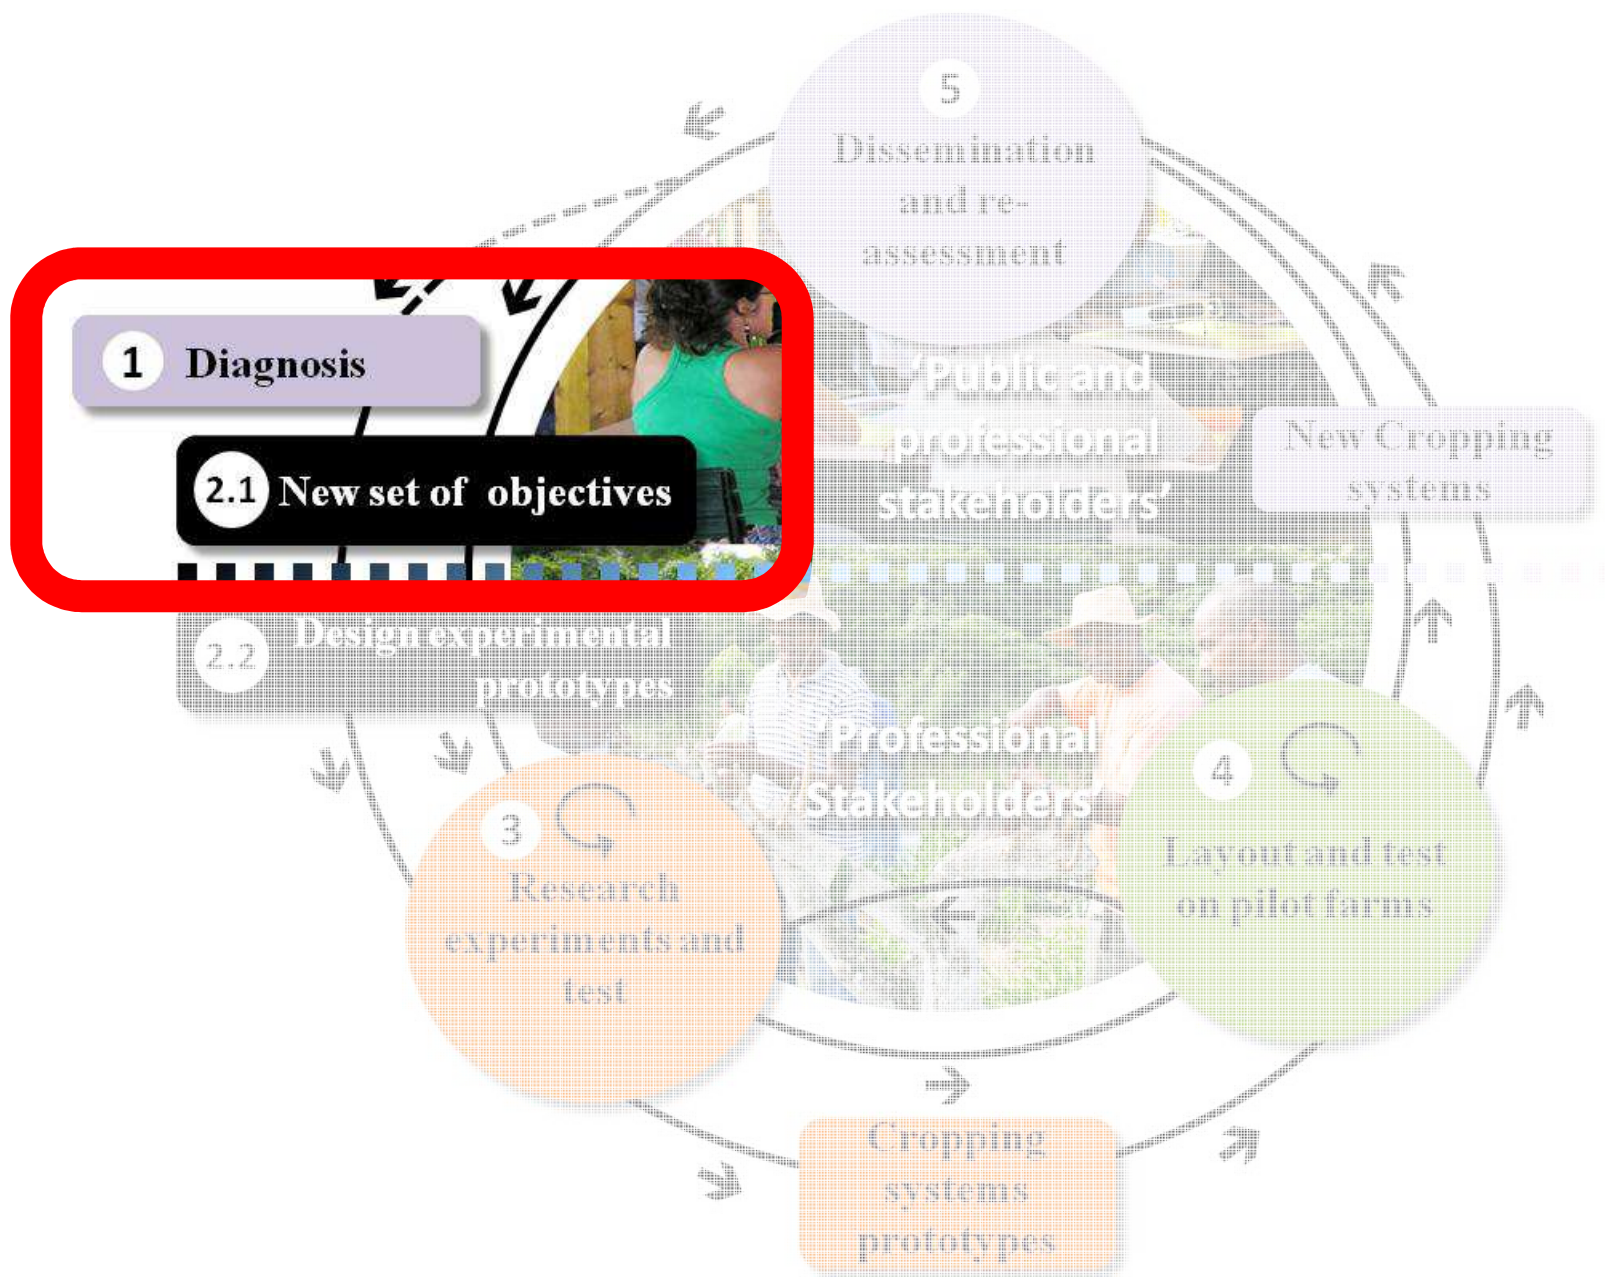 5
Dissemination
and re-
assessment
1 Diagnosis
2.1 New set of objectives
'Public and
professional
stakeholders'
New Cropping
systems
2.2 Design experimental
prototypes
'Professional
Stakeholders'
3
Research
experiments and
test
4
Layout and test
on pilot farms
Cropping
systems
prototypes